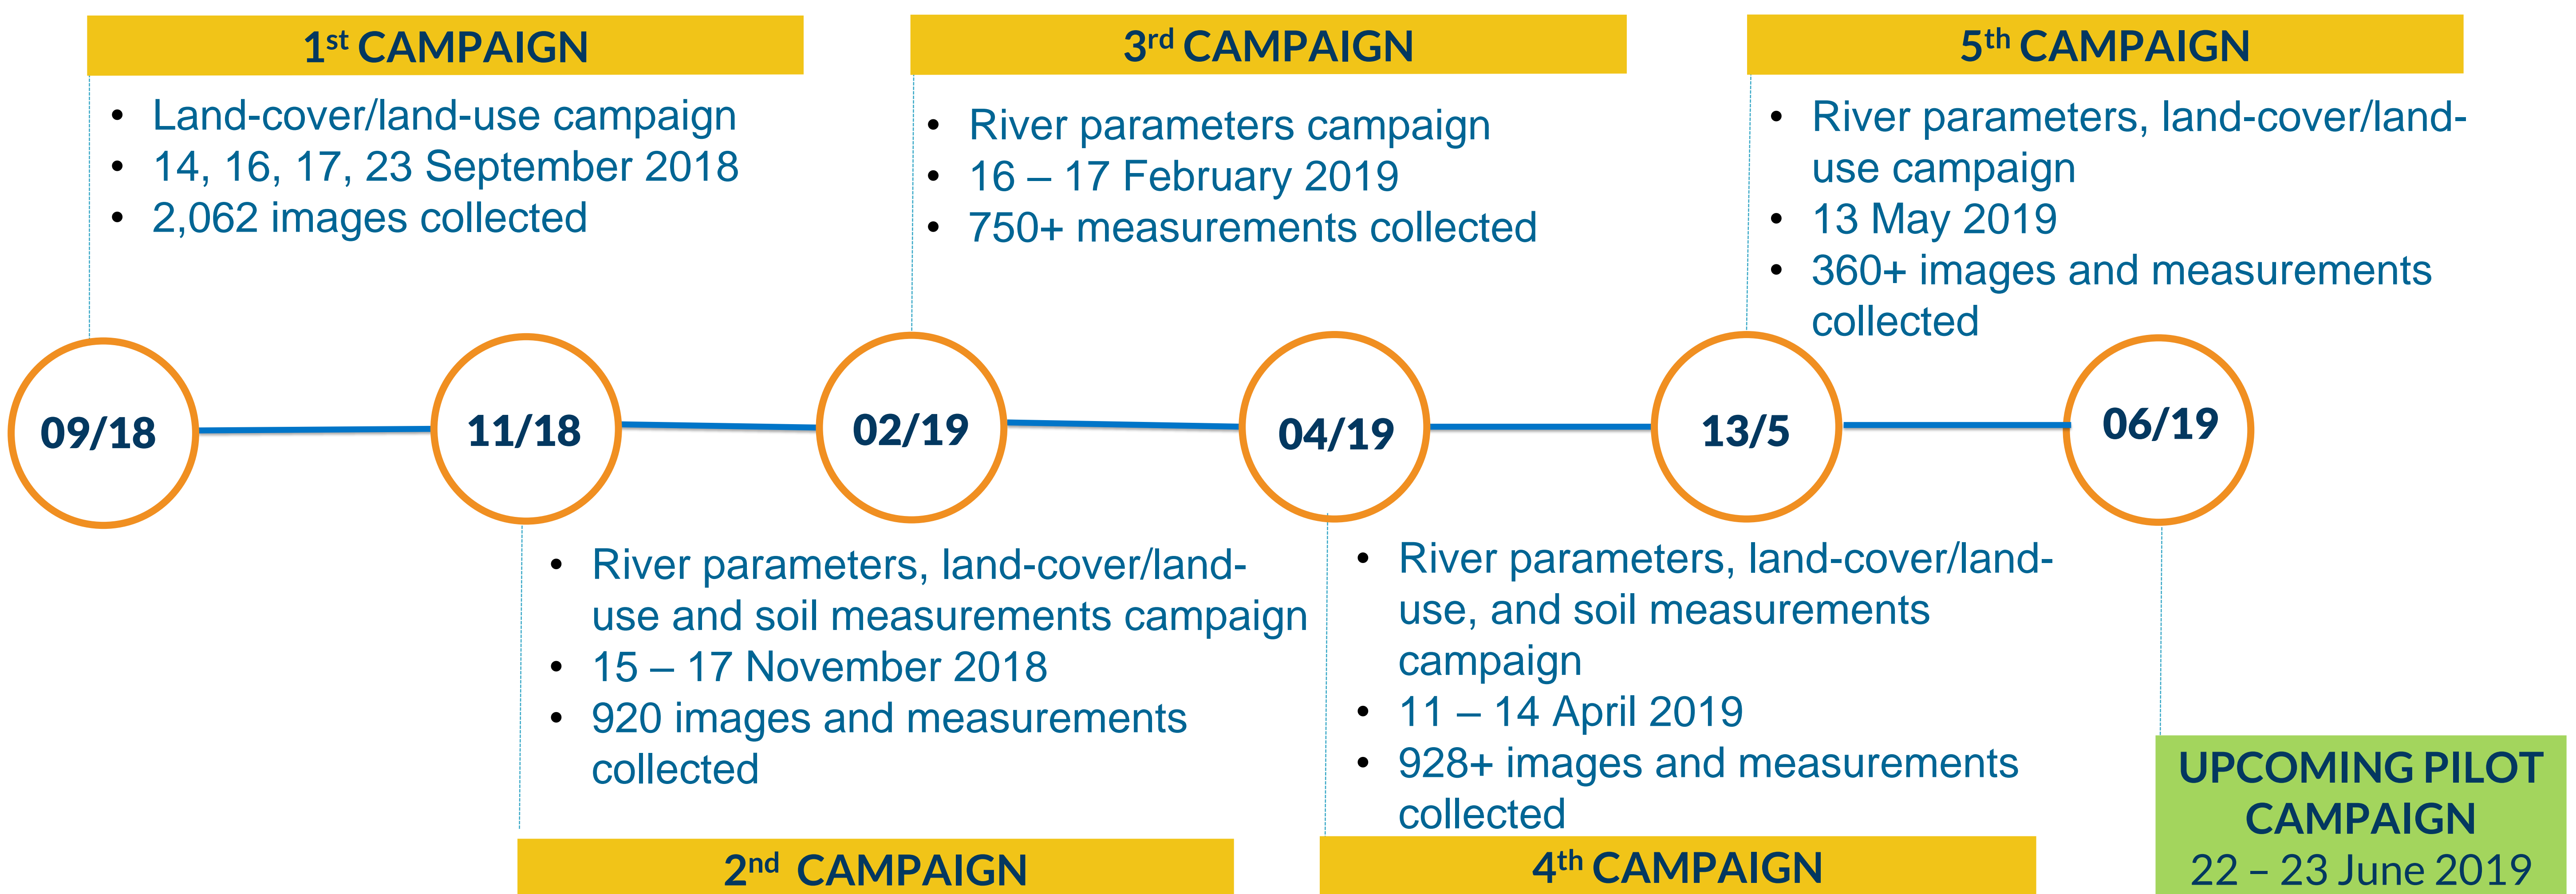 1st CAMPAIGN
• Land-cover/land-use campaign
• 14, 16, 17, 23 September 2018
• 2,062 images collected
3rd CAMPAIGN
• River parameters campaign
• 16 – 17 February 2019
• 750+ measurements collected
5th CAMPAIGN
• River parameters, land-cover/land-
use campaign
• 13 May 2019
• 360+ images and measurements
collected
09/18
11/18
02/19
04/19
13/5
06/19
• River parameters, land-cover/land-
use and soil measurements campaign
• 15 – 17 November 2018
• 920 images and measurements
collected
2nd CAMPAIGN
• River parameters, land-cover/land-
use, and soil measurements
campaign
• 11 – 14 April 2019
• 928+ images and measurements
collected
4th CAMPAIGN
UPCOMING PILOT
CAMPAIGN
22 – 23 June 2019